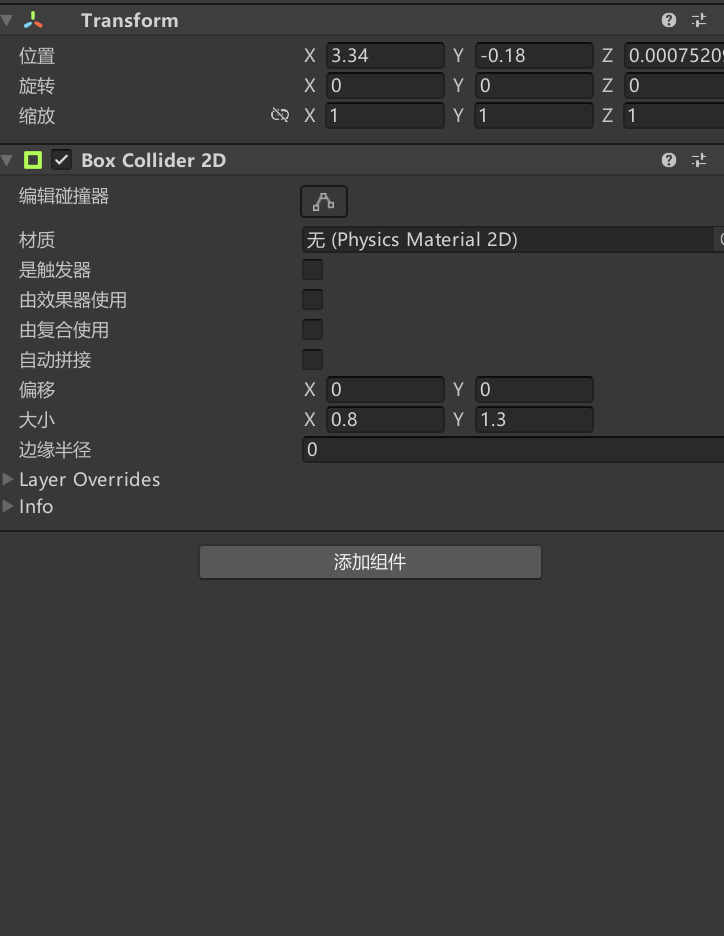 Transform
位置 X 3.34 Y -0.18 Z 0.0007520
旋转 X 0 Y 0 Z 0
缩放 X 1 Y 1 Z 1
Box Collider 2D
编辑碰撞器
材质 无 (Physics Material 2D)
是触发器
由效果器使用
由复合使用
自动拼接
偏移 X 0 Y 0
大小 X 0.8 Y 1.3
边缘半径 0
Layer Overrides
Info
添加组件